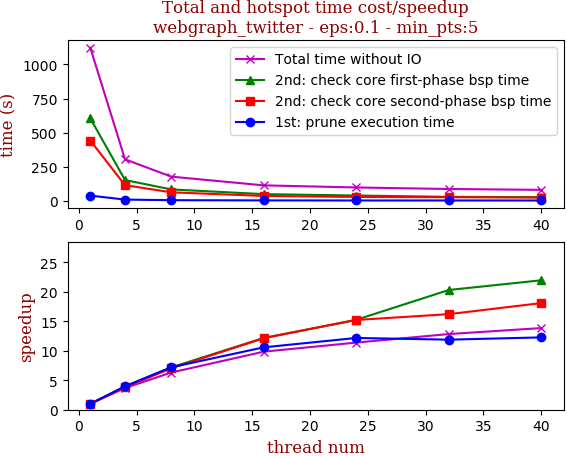 Total and hotspot time cost/speedup
webgraph_twitter - eps:0.1 - min_pts:5
time (s)
1000
750
500
250
0
Total time without IO
2nd: check core first-phase bsp time
2nd: check core second-phase bsp time
1st: prune execution time
0 5 10 15 20 25 30 35 40
speedup
25
20
15
10
5
0
0 5 10 15 20 25 30 35 40
thread num